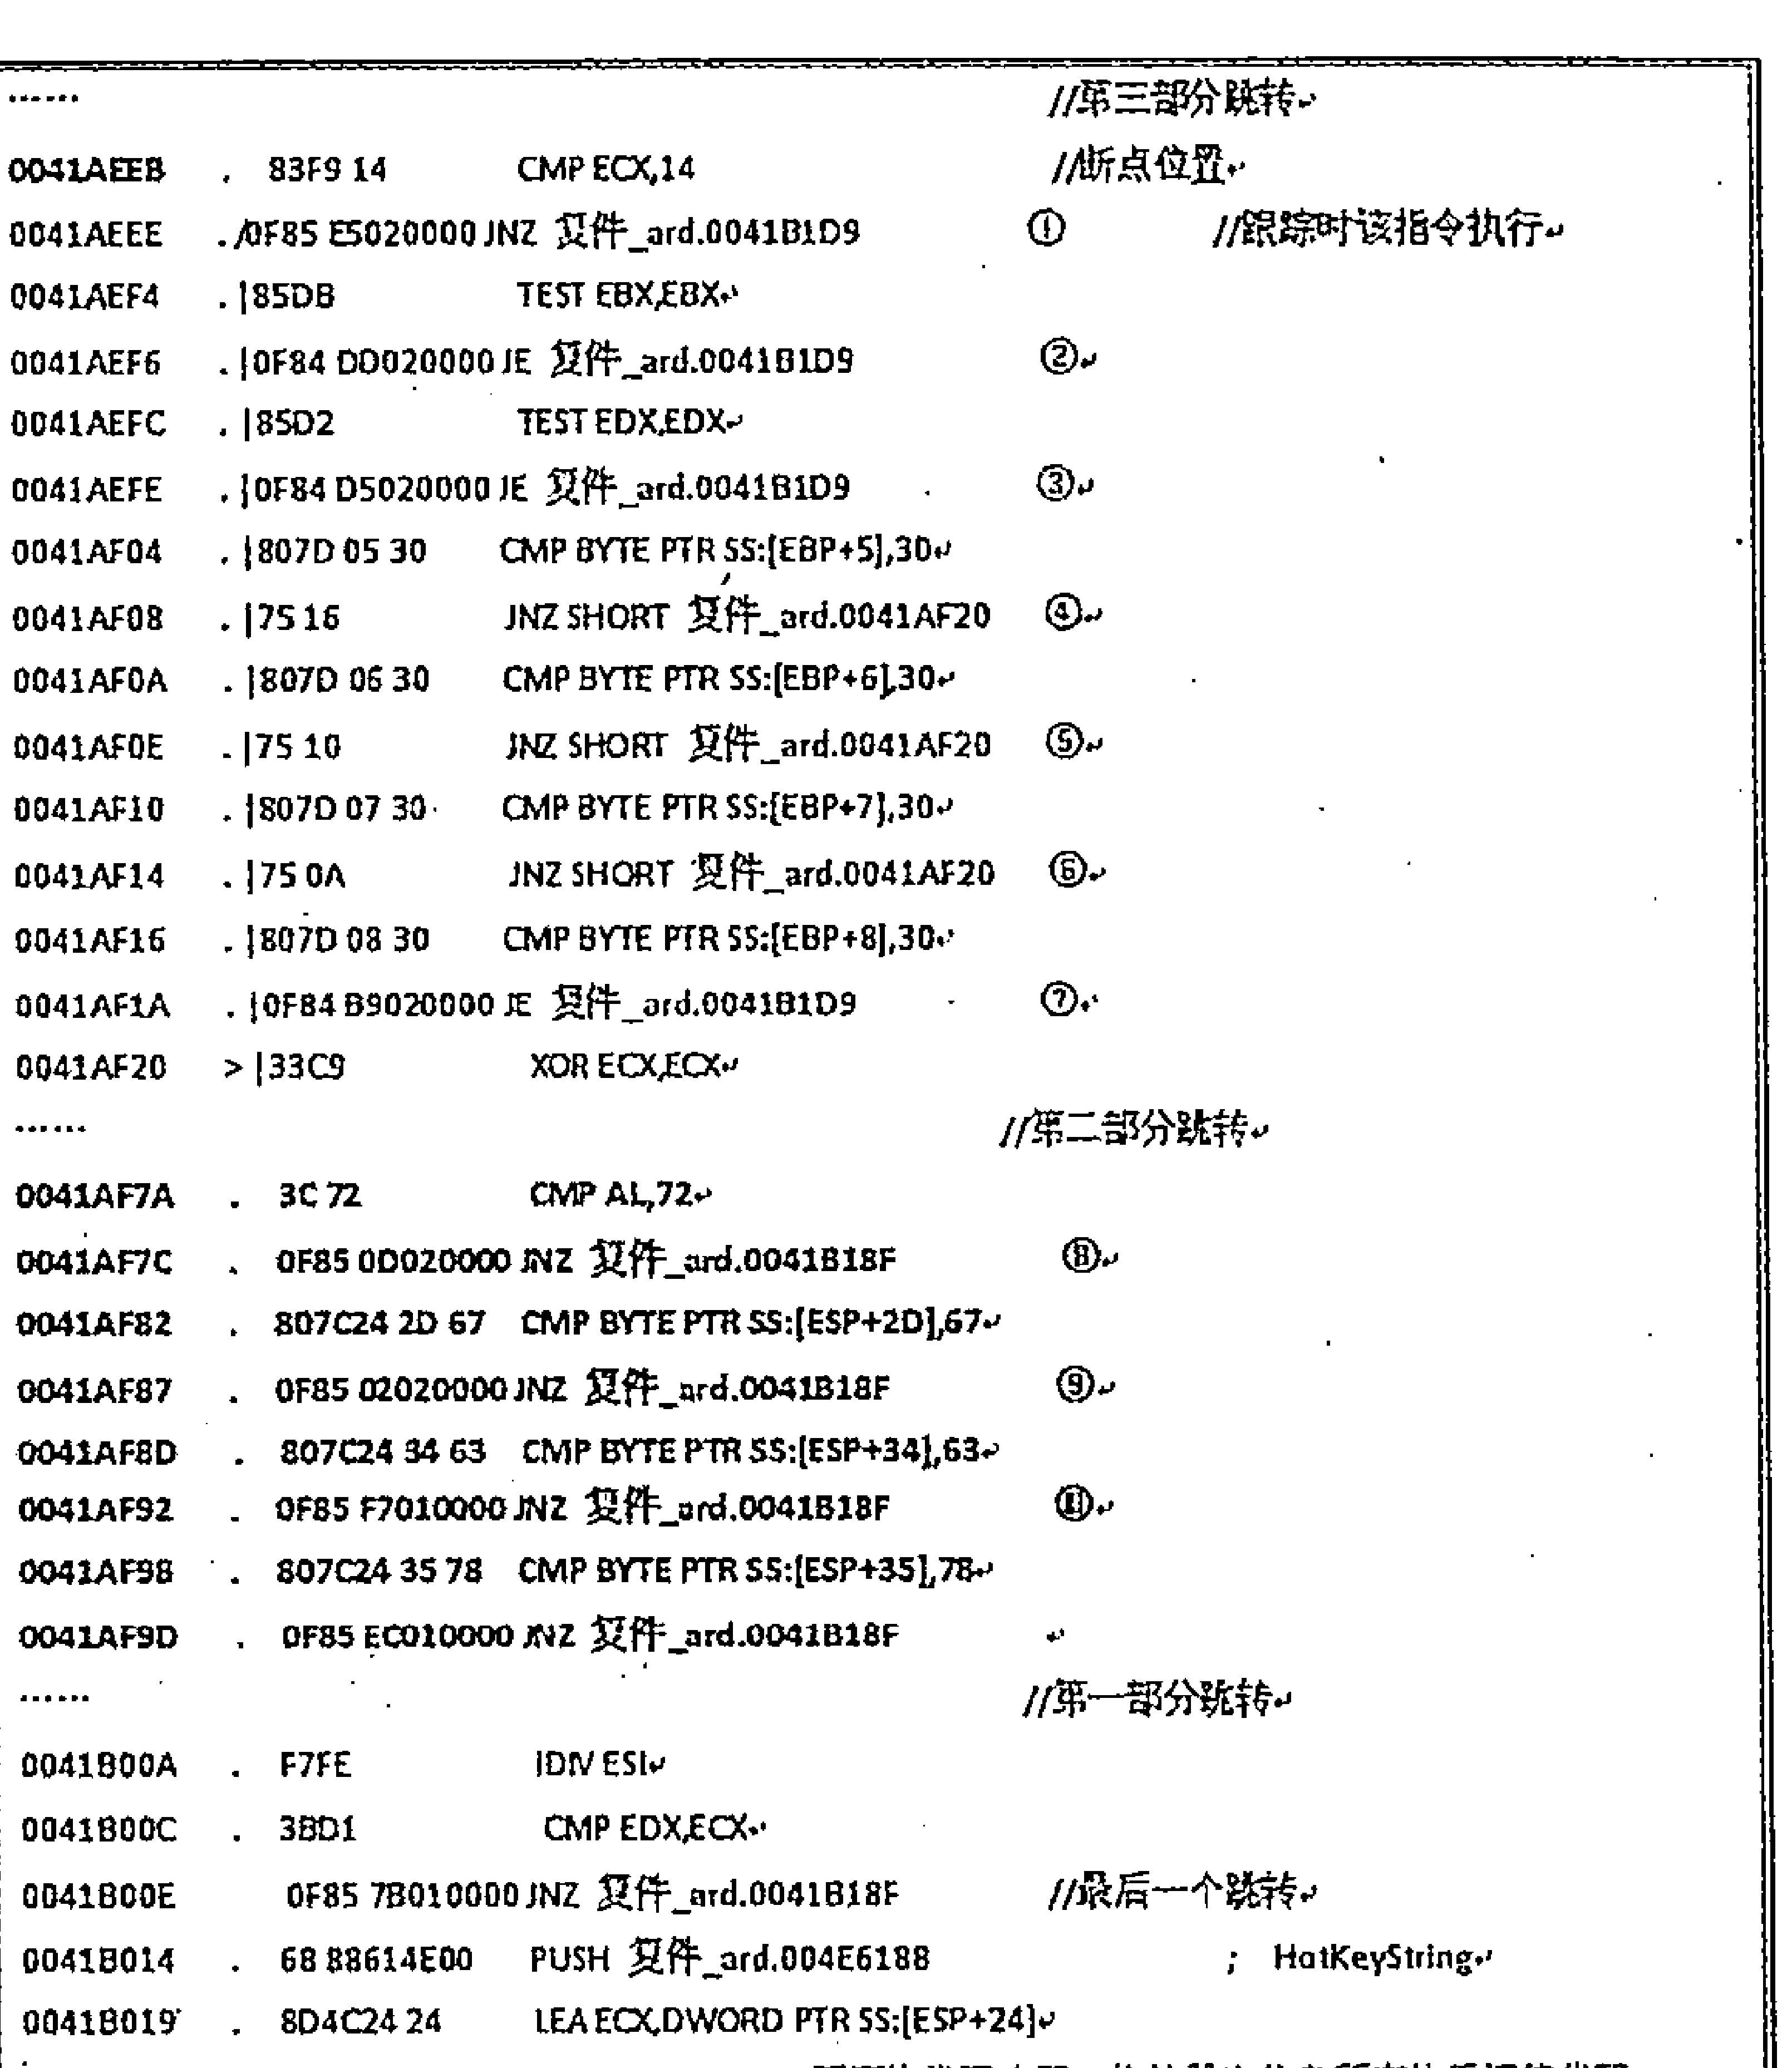 ...... //第三部分跳转↵
0041AEEB . 83F9 14 CMP ECX,14 //断点位置↵
0041AEEE ./0F85 E5020000 JNZ 复件_ard.0041B1D9 ① //跟踪时该指令执行↵
0041AEF4 .|85DB TEST EBX,EBX↵
0041AEF6 .|0F84 DD020000 JE 复件_ard.0041B1D9 ②↵
0041AEFC .|85D2 TEST EDX,EDX↵
0041AEFE .|0F84 D5020000 JE 复件_ard.0041B1D9 ③↵
0041AF04 .|807D 05 30 CMP BYTE PTR SS:[EBP+5],30↵
0041AF08 .|75 16 JNZ SHORT 复件_ard.0041AF20 ④↵
0041AF0A .|807D 06 30 CMP BYTE PTR SS:[EBP+6],30↵
0041AF0E .|75 10 JNZ SHORT 复件_ard.0041AF20 ⑤↵
0041AF10 .|807D 07 30 CMP BYTE PTR SS:[EBP+7],30↵
0041AF14 .|75 0A JNZ SHORT 复件_ard.0041AF20 ⑥↵
0041AF16 .|807D 08 30 CMP BYTE PTR SS:[EBP+8],30↵
0041AF1A .|0F84 B9020000 JE 复件_ard.0041B1D9 ⑦↵
0041AF20 >|33C9 XOR ECX,ECX↵
...... //第二部分跳转↵
0041AF7A . 3C 72 CMP AL,72↵
0041AF7C . 0F85 0D020000 JNZ 复件_ard.0041B18F ⑧↵
0041AF82 . 807C24 2D 67 CMP BYTE PTR SS:[ESP+2D],67↵
0041AF87 . 0F85 02020000 JNZ 复件_ard.0041B18F ⑨↵
0041AF8D . 807C24 34 63 CMP BYTE PTR SS:[ESP+34],63↵
0041AF92 . 0F85 F7010000 JNZ 复件_ard.0041B18F ⑩↵
0041AF98 . 807C24 35 78 CMP BYTE PTR SS:[ESP+35],78↵
0041AF9D . 0F85 EC010000 JNZ 复件_ard.0041B18F ↵
...... //第一部分跳转↵
0041B00A . F7FE IDIV ESI↵
0041B00C . 3BD1 CMP EDX,ECX↵
0041B00E 0F85 7B010000 JNZ 复件_ard.0041B18F //最后一个跳转↵
0041B014 . 68 88614E00 PUSH 复件_ard.004E6188 ; HotKeyString↵
0041B019 . 8D4C24 24 LEA ECX,DWORD PTR SS:[ESP+24]↵